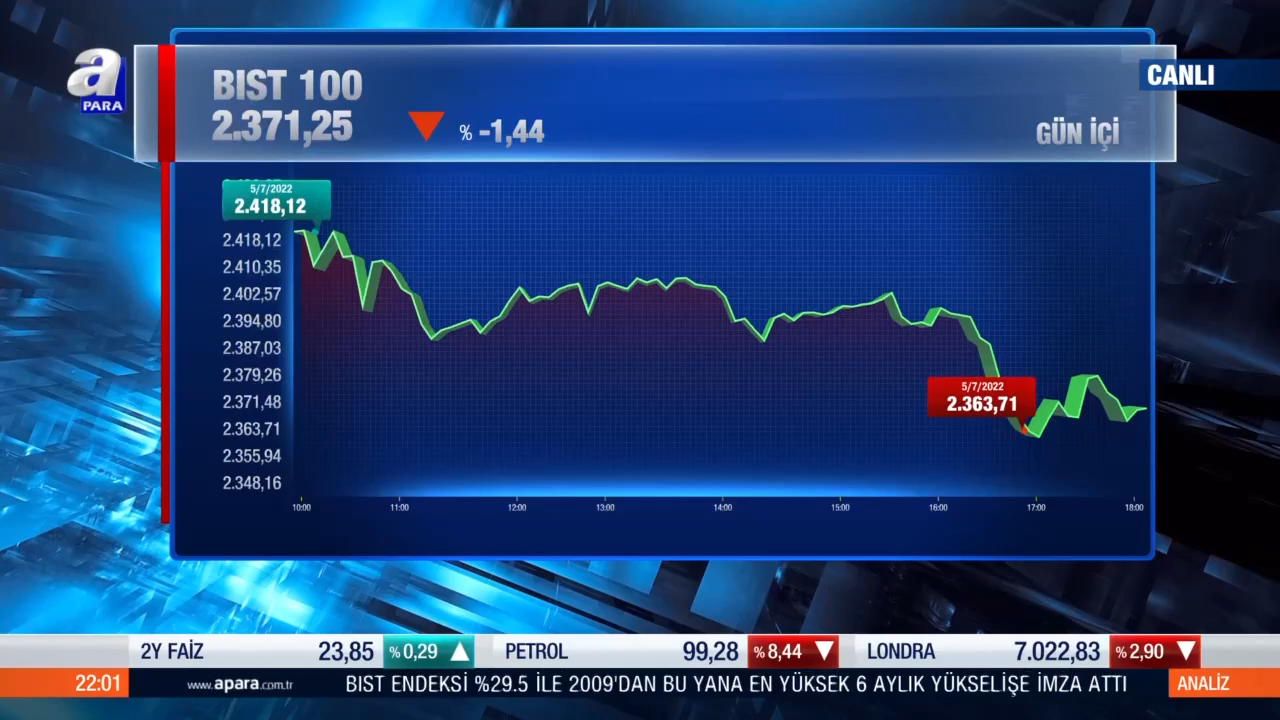 a
PARA
BIST 100
2.371,25
% -1,44
GÜN İÇİ
CANLI
5/7/2022
2.418,12
2.418,12
2.410,35
2.402,57
2.394,80
2.387,03
2.379,26
2.371,48
2.363,71
2.355,94
2.348,16
5/7/2022
2.363,71
10:00 11:00 12:00 13:00 14:00 15:00 16:00 17:00 18:00
2Y FAİZ 23,85 %0,29 PETROL 99,28 %8,44 LONDRA 7.022,83 %2,90
22:01 www.apara.com.tr BIST ENDEKSİ %29.5 İLE 2009'DAN BU YANA EN YÜKSEK 6 AYLIK YÜKSELİŞE İMZA ATTI ANALİZ